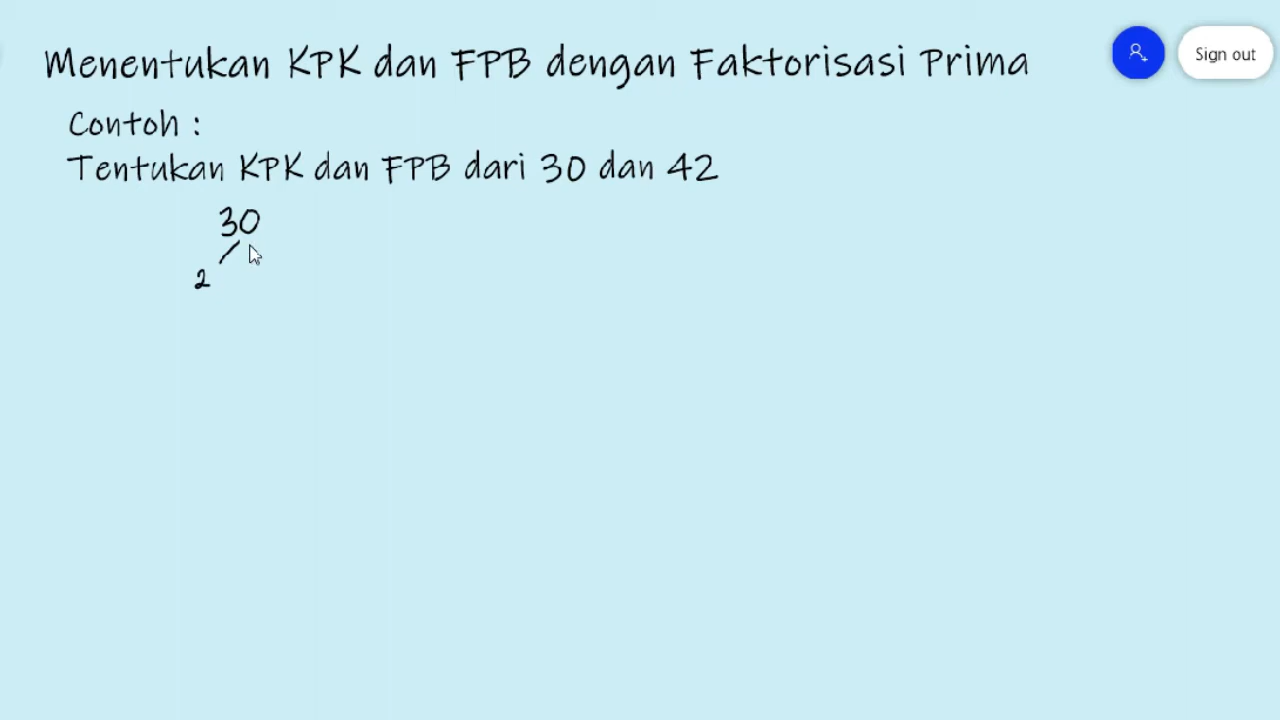 Menentukan KPK dan FPB dengan Faktorisasi Prima
Sign out
Contoh :
Tentukan KPK dan FPB dari 30 dan 42
30
2